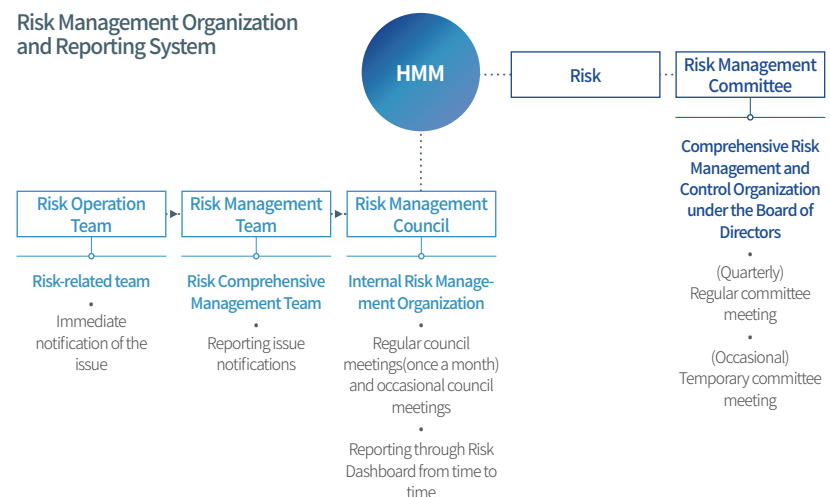 Risk Management Organization
and Reporting System
HMM
Risk
Risk Management
Committee
Comprehensive Risk
Management and
Control Organization
under the Board of
Directors
•
(Quarterly)
Regular committee
meeting
•
(Occasional)
Temporary committee
meeting
Risk Operation
Team
Risk-related team
•
Immediate
notification of the
issue
Risk Management
Team
Risk Comprehensive
Management Team
•
Reporting issue
notifications
Risk Management
Council
Internal Risk Manage-
ment Organization
•
Regular council
meetings(once a month)
and occasional council
meetings
•
Reporting through Risk
Dashboard from time to
time